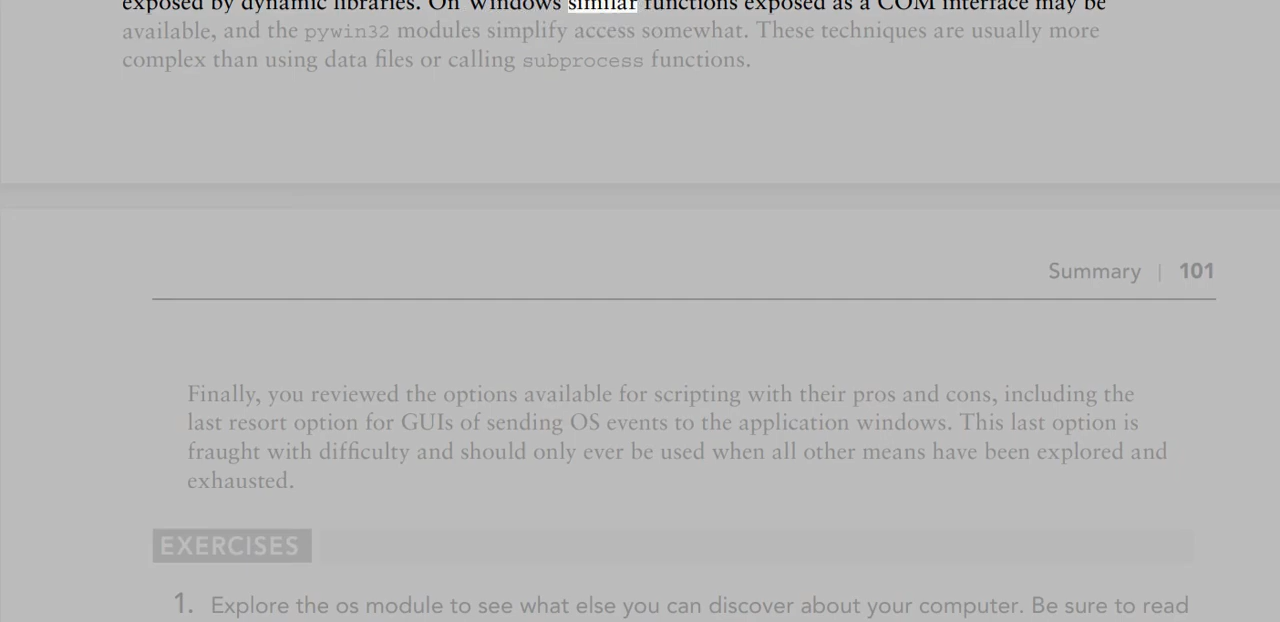 exposed by dynamic libraries. On Windows similar functions exposed as a COM interface may be
available, and the pywin32 modules simplify access somewhat. These techniques are usually more
complex than using data files or calling subprocess functions.
Summary | 101
Finally, you reviewed the options available for scripting with their pros and cons, including the
last resort option for GUIs of sending OS events to the application windows. This last option is
fraught with difficulty and should only ever be used when all other means have been explored and
exhausted.
EXERCISES
1. Explore the os module to see what else you can discover about your computer. Be sure to read